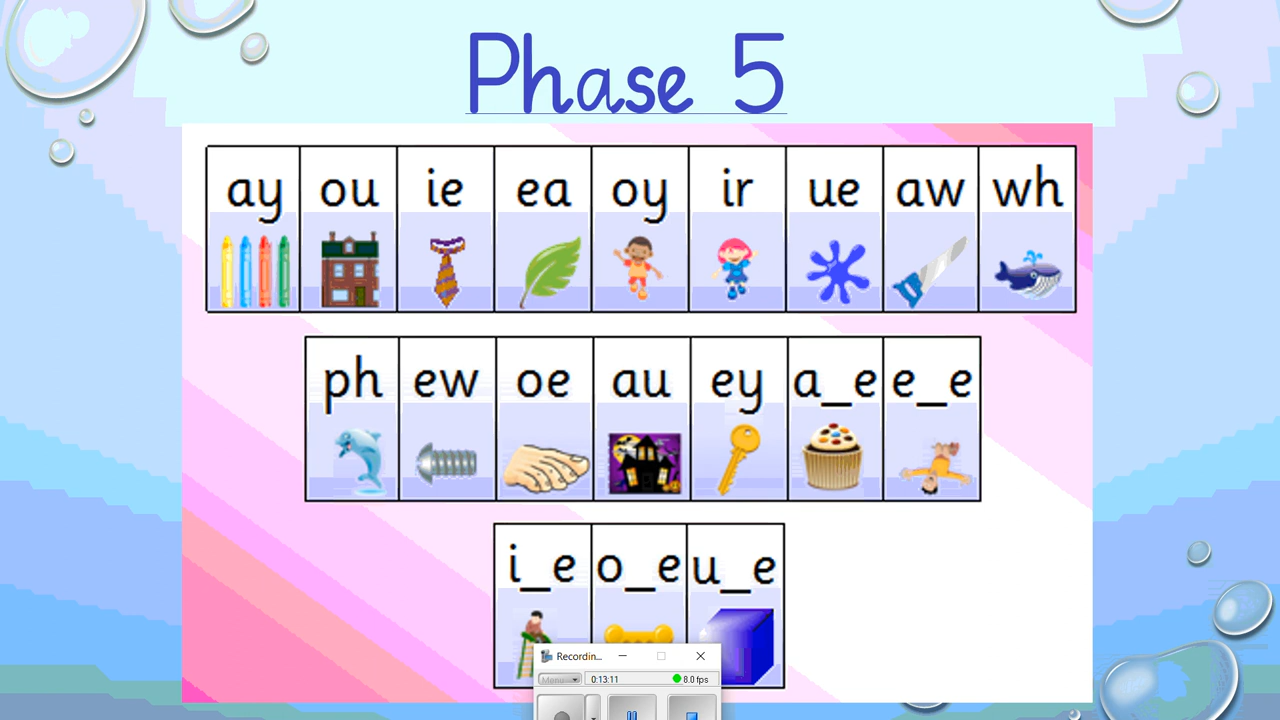 Phase 5
ay ou ie ea oy ir ue aw wh
ph ew oe au ey a_e e_e
i_e o_e u_e
Recordin...
Menu 0:13:11 8.0 fps